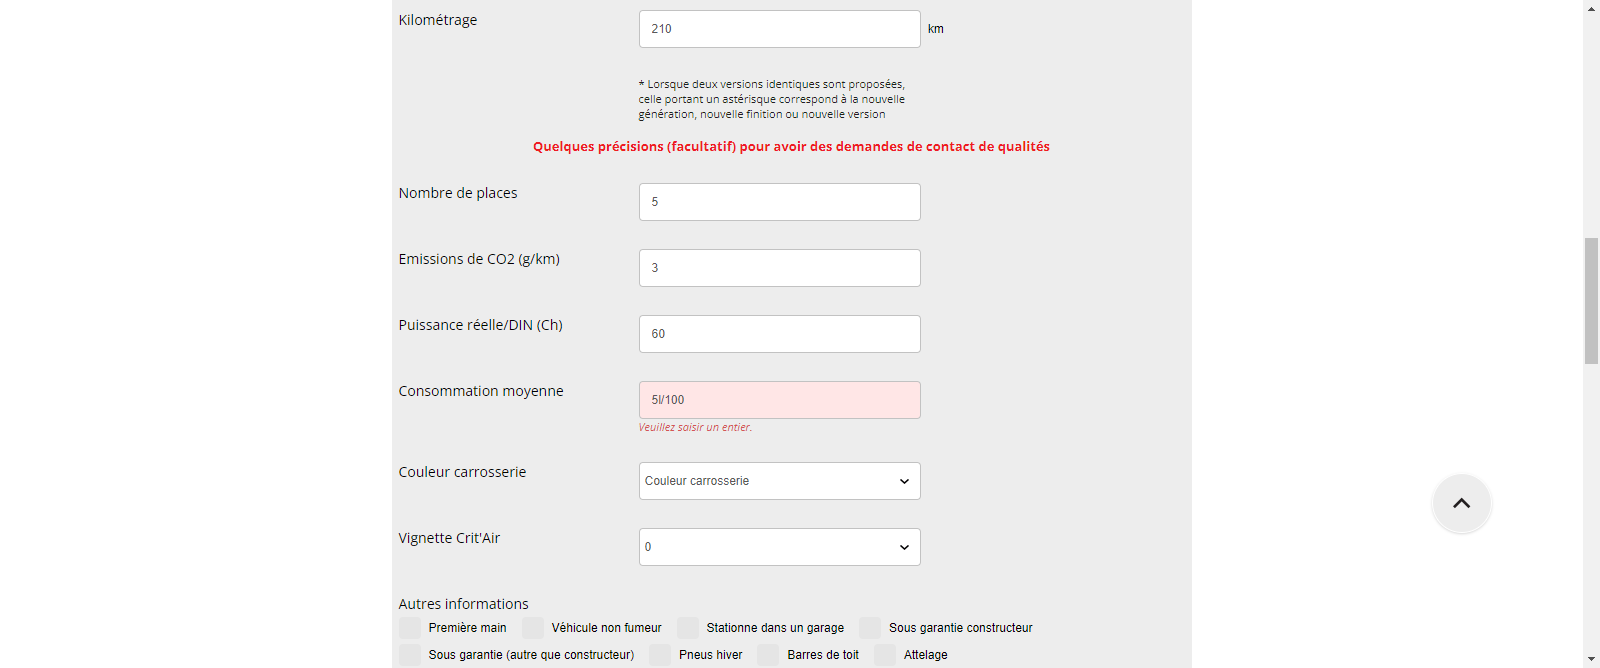 Kilométrage
210
km
* Lorsque deux versions identiques sont proposées,
celle portant un astérisque correspond à la nouvelle
génération, nouvelle finition ou nouvelle version
Quelques précisions (facultatif) pour avoir des demandes de contact de qualités
Nombre de places
5
Emissions de CO2 (g/km)
3
Puissance réelle/DIN (Ch)
60
Consommation moyenne
5l/100
Veuillez saisir un entier.
Couleur carrosserie
Couleur carrosserie
Vignette Crit'Air
0
Autres informations
Première main Véhicule non fumeur Stationne dans un garage Sous garantie constructeur
Sous garantie (autre que constructeur) Pneus hiver Barres de toit Attelage